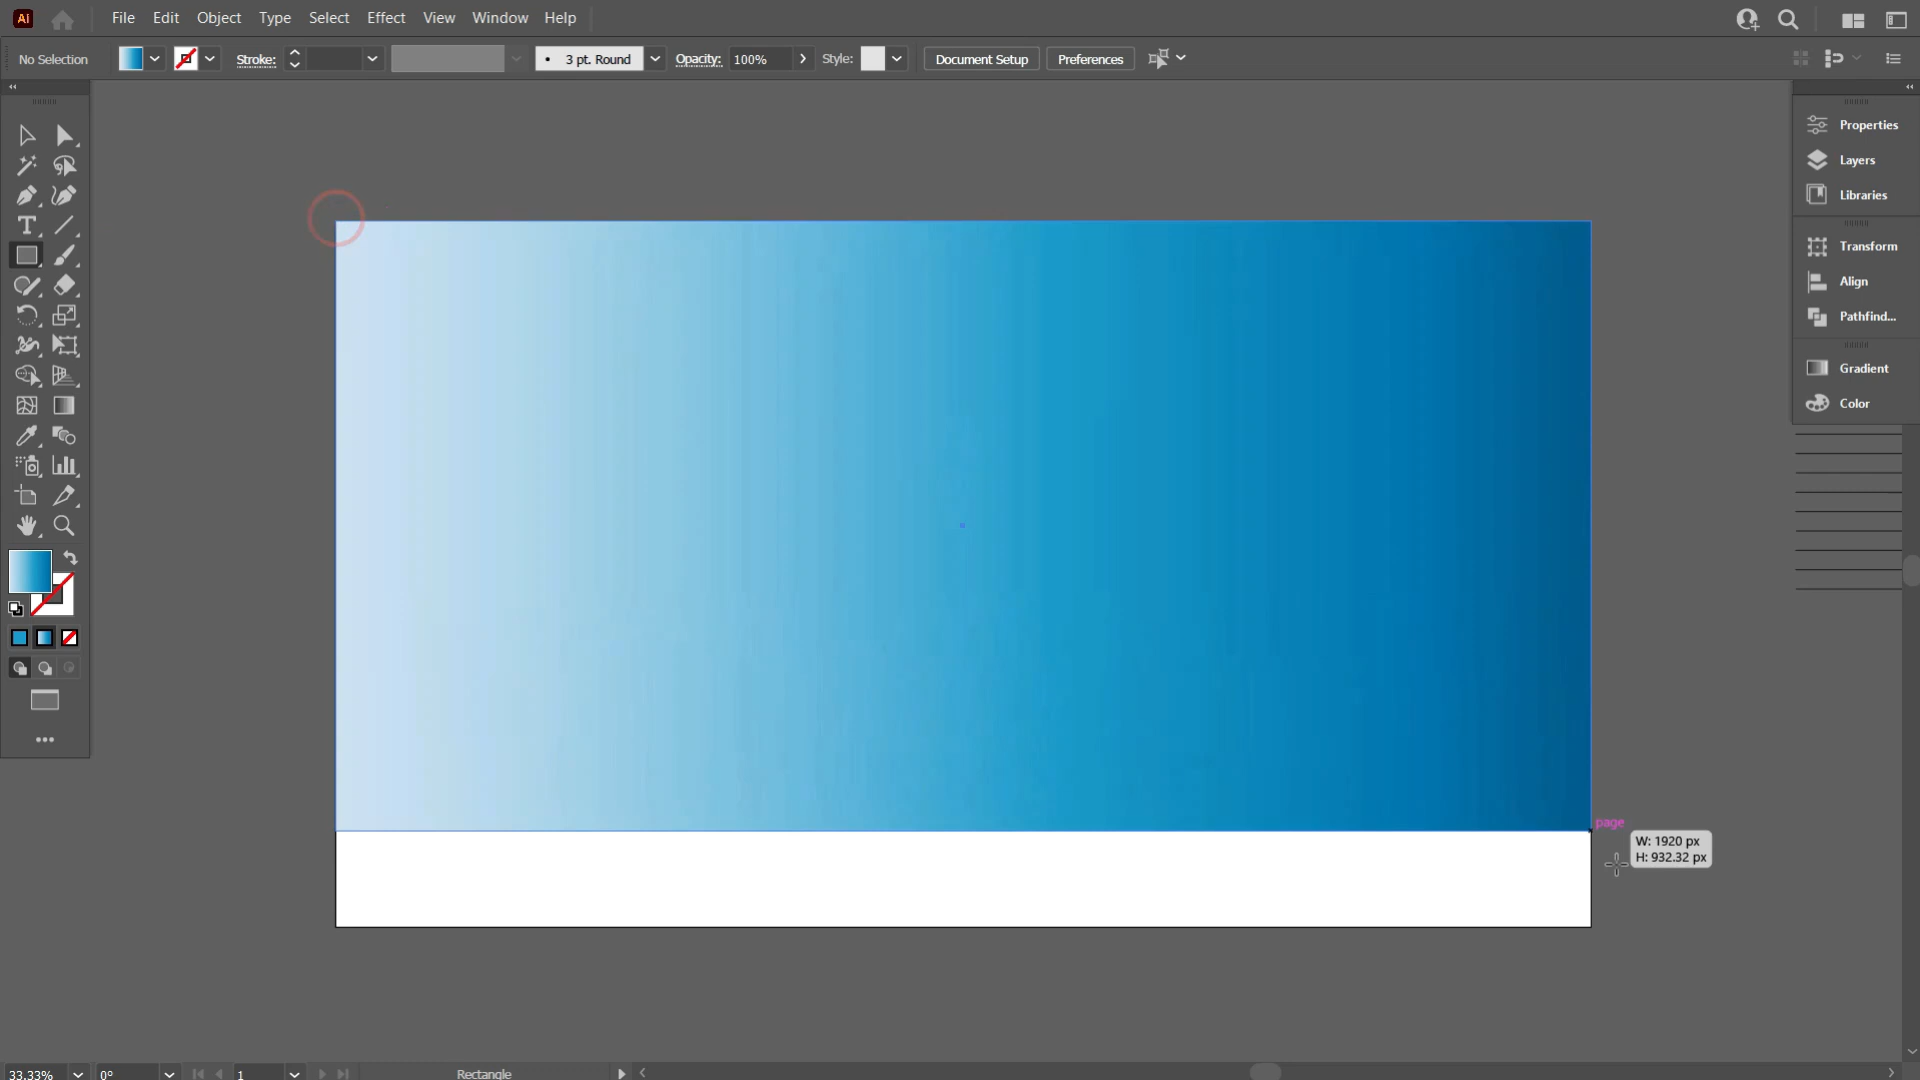 Ai
File Edit Object Type Select Effect View Window Help
No Selection
Stroke:
3 pt. Round
Opacity: 100%
Style:
Document Setup
Preferences
Properties
Layers
Libraries
Transform
Align
Pathfind...
Gradient
Color
page
W: 1920 px
H: 932.32 px
33.33% 0° 1 Rectangle